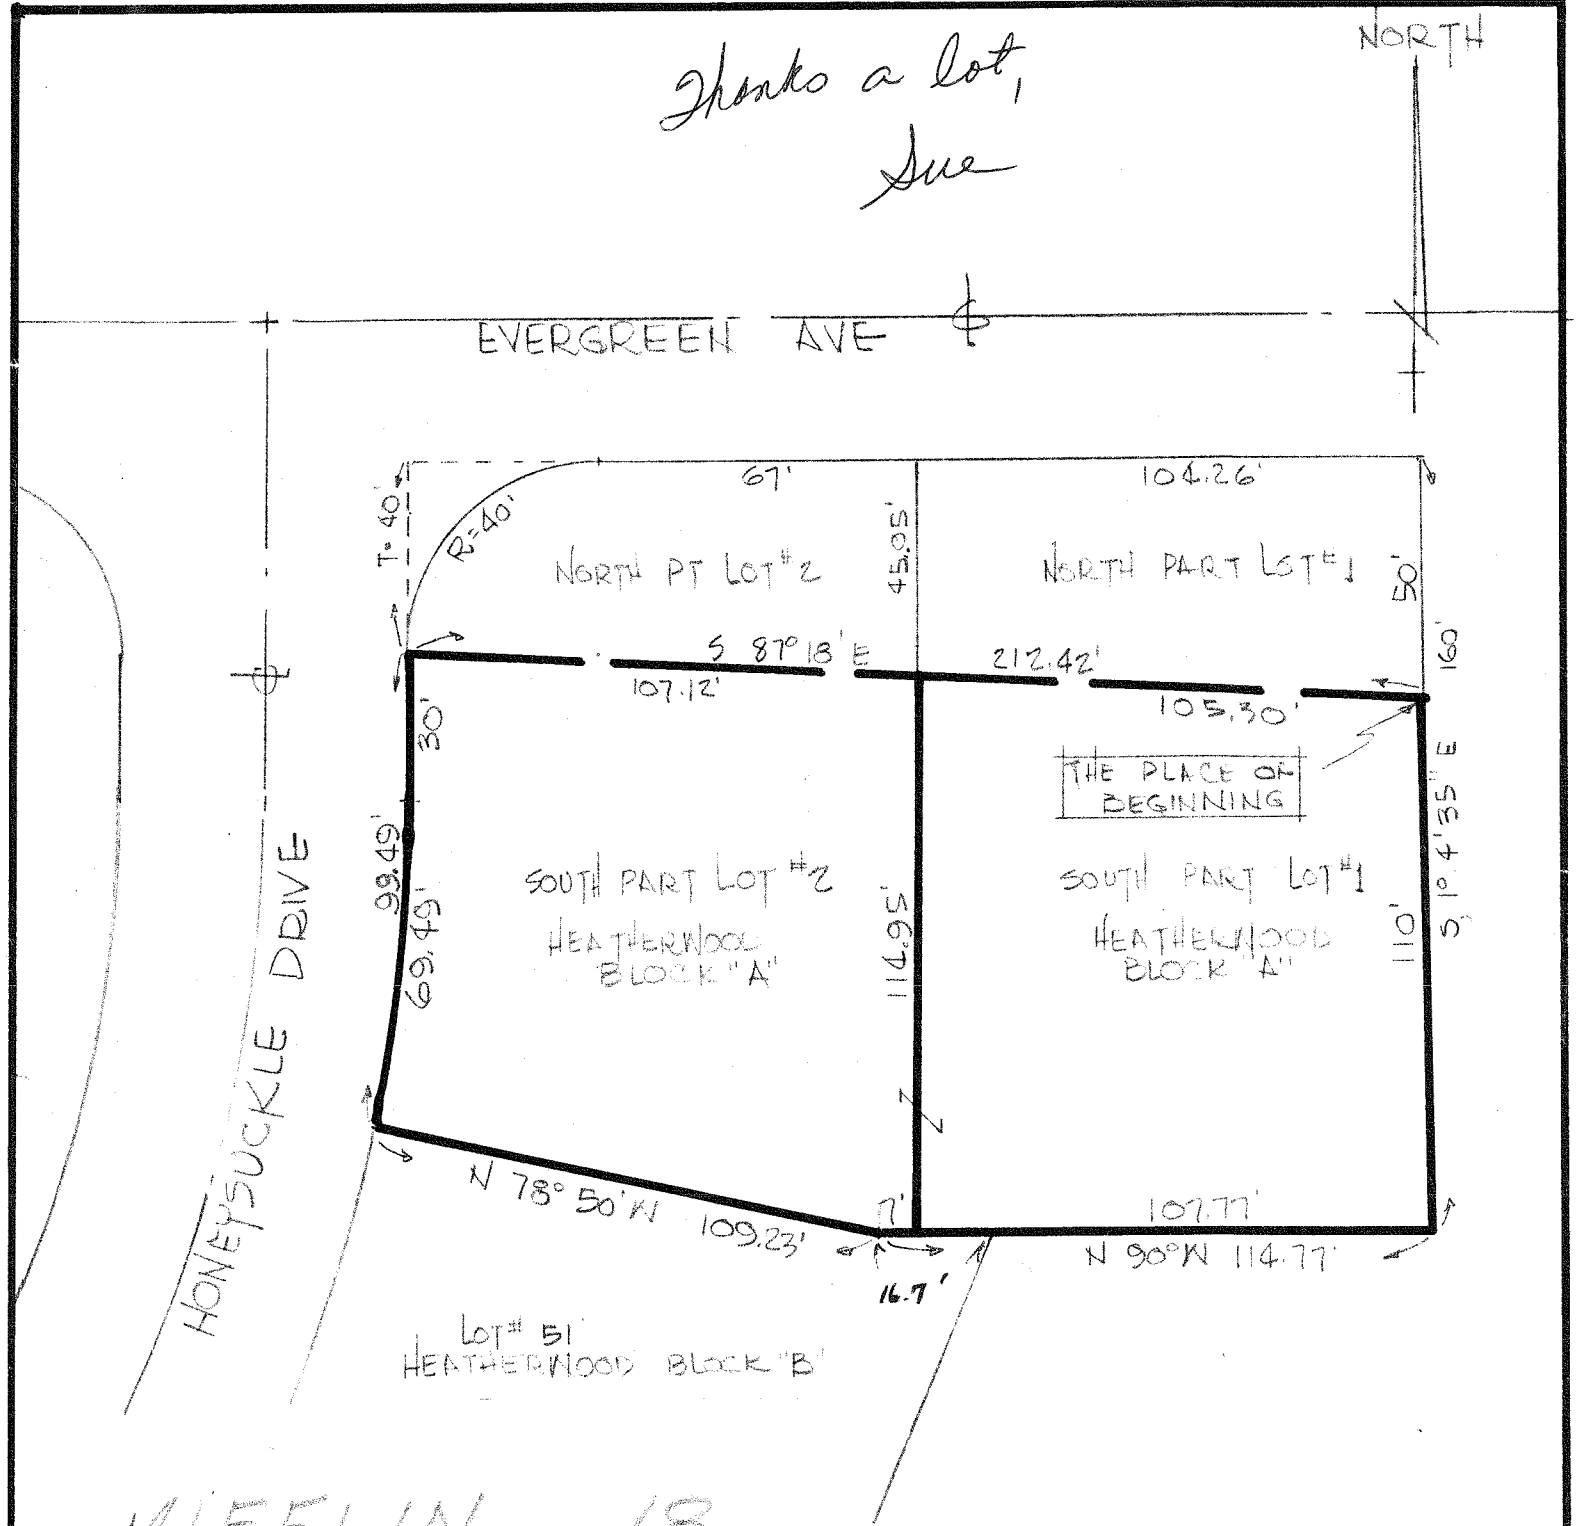 NORTH
Thanks a lot,
Sue
EVERGREEN AVE
67'
104.26'
T=40'
R=40'
NORTH PT LOT #2
45.05'
NORTH PART LOT #1
50'
160'
S 87° 18' E 212.42'
107.12'
105.30'
30'
THE PLACE OF
BEGINNING
S 1° 4' 35" E
99.49'
69.49'
SOUTH PART LOT #2
HEATHERWOOD
BLOCK "A"
114.95'
SOUTH PART LOT #1
HEATHERWOOD
BLOCK "A"
110'
HONEYSUCKLE DRIVE
N 78° 50' W 109.23'
7'
107.77'
N 90° W 114.77'
16.7'
LOT # 51
HEATHERWOOD BLOCK "B"